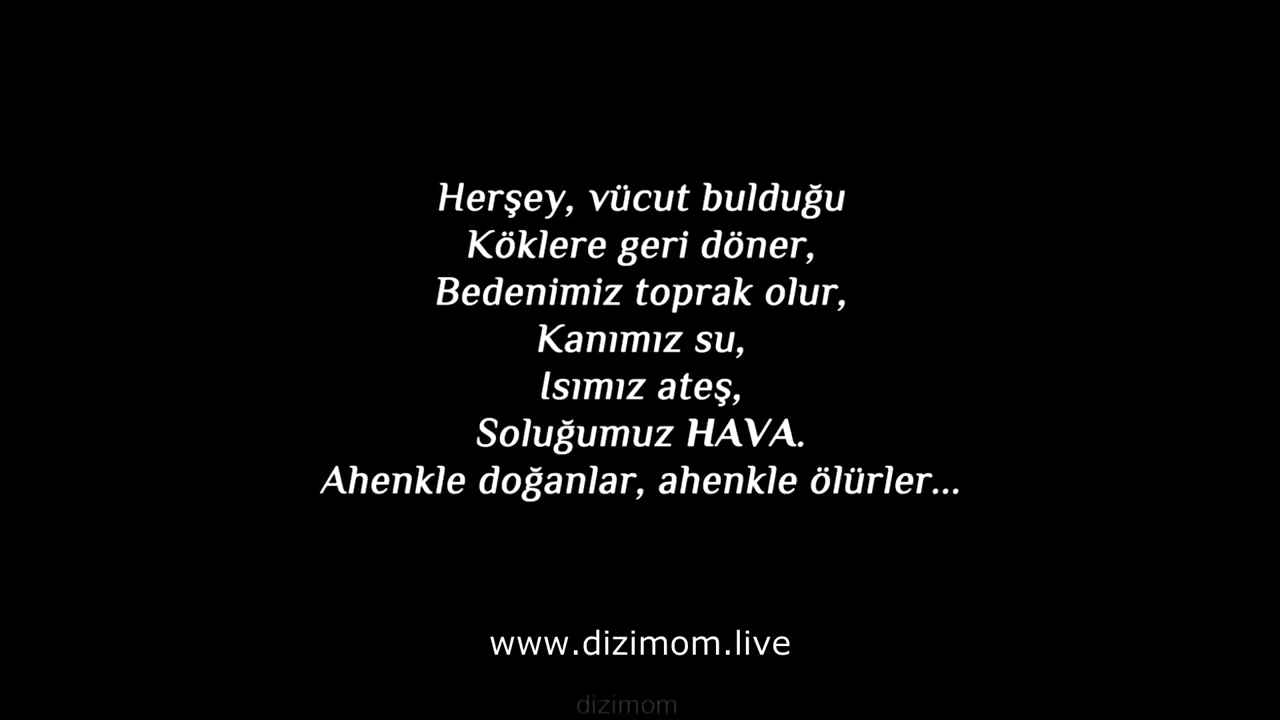 Herşey, vücut bulduğu
Köklere geri döner,
Bedenimiz toprak olur,
Kanımız su,
Isımız ateş,
Soluğumuz HAVA.
Ahenkle doğanlar, ahenkle ölürler...
www.dizimom.live
dizimom